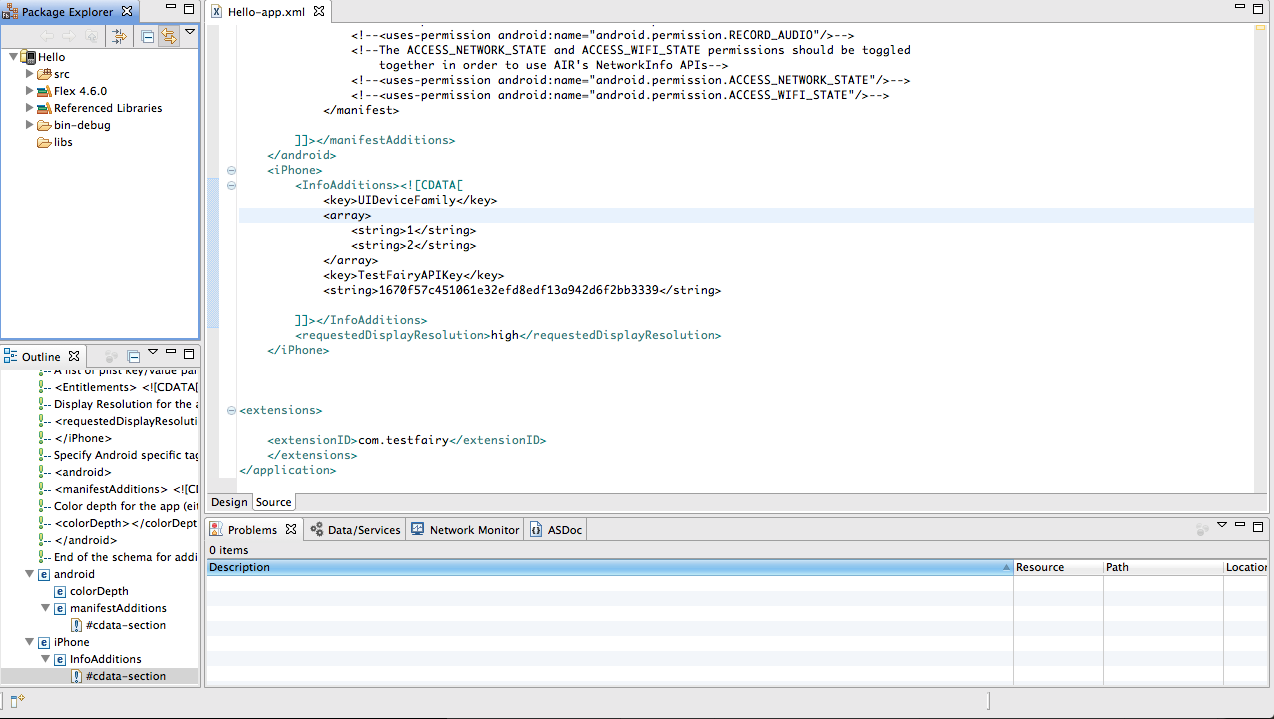 Package Explorer
Hello
src
Flex 4.6.0
Referenced Libraries
bin-debug
libs
Hello-app.xml
<!--<uses-permission android:name="android.permission.RECORD_AUDIO"/>-->
<!--The ACCESS_NETWORK_STATE and ACCESS_WIFI_STATE permissions should be toggled
together in order to use AIR's NetworkInfo APIs-->
<!--<uses-permission android:name="android.permission.ACCESS_NETWORK_STATE"/>-->
<!--<uses-permission android:name="android.permission.ACCESS_WIFI_STATE"/>-->
</manifest>
]]></manifestAdditions>
</android>
<iPhone>
<InfoAdditions><![CDATA[
<key>UIDeviceFamily</key>
<array>
<string>1</string>
<string>2</string>
</array>
<key>TestFairyAPIKey</key>
<string>1670f57c451061e32efd8edf13a942d6f2bb3339</string>
]]></InfoAdditions>
<requestedDisplayResolution>high</requestedDisplayResolution>
</iPhone>
<extensions>
<extensionID>com.testfairy</extensionID>
</extensions>
</application>
Design Source
Outline
A list of plist key/value pai
<Entitlements> <![CDATA[
Display Resolution for the a
<requestedDisplayResoluti
</iPhone>
Specify Android specific tag
<android>
<manifestAdditions> <![CI
Color depth for the app (eit
<colorDepth></colorDept
</android>
End of the schema for addi
android
colorDepth
manifestAdditions
#cdata-section
iPhone
InfoAdditions
#cdata-section
Problems Data/Services Network Monitor ASDoc
0 items
Description Resource Path Location